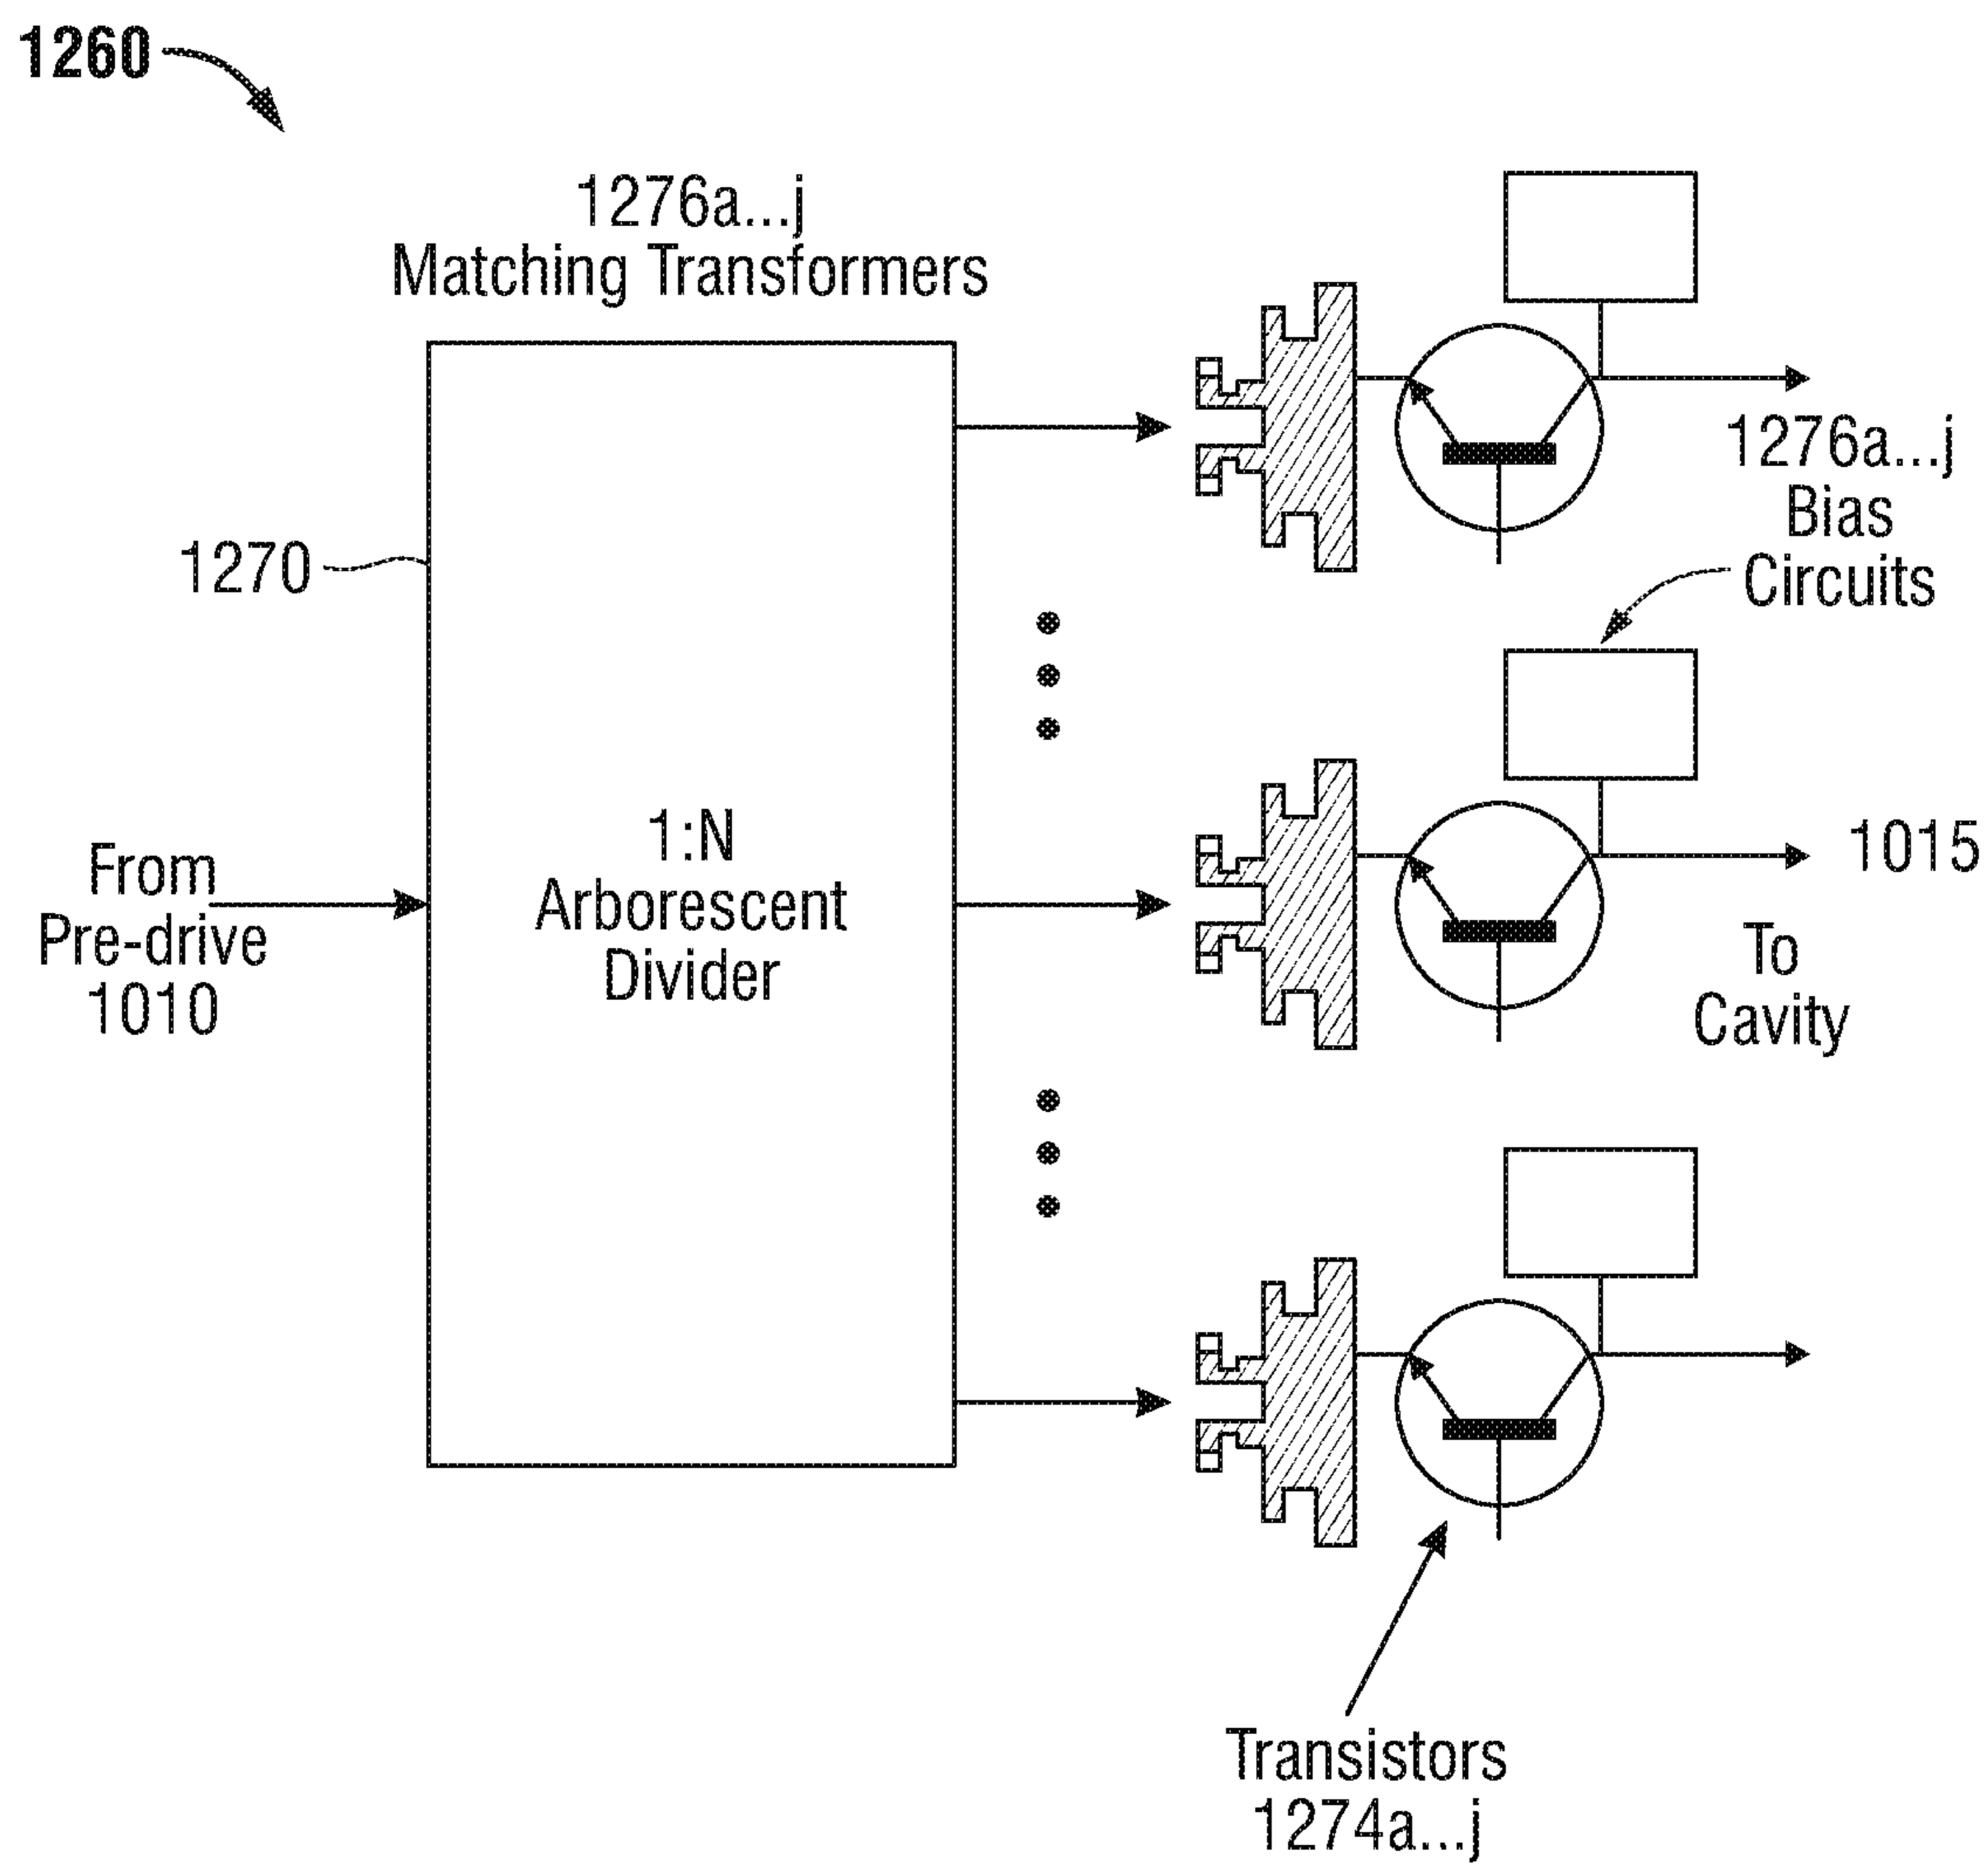 1260
1276a...j
Matching Transformers
1270
1276a...j
Bias
Circuits
From
Pre-drive
1010
1:N
Arborescent
Divider
1015
To
Cavity
Transistors
1274a...j